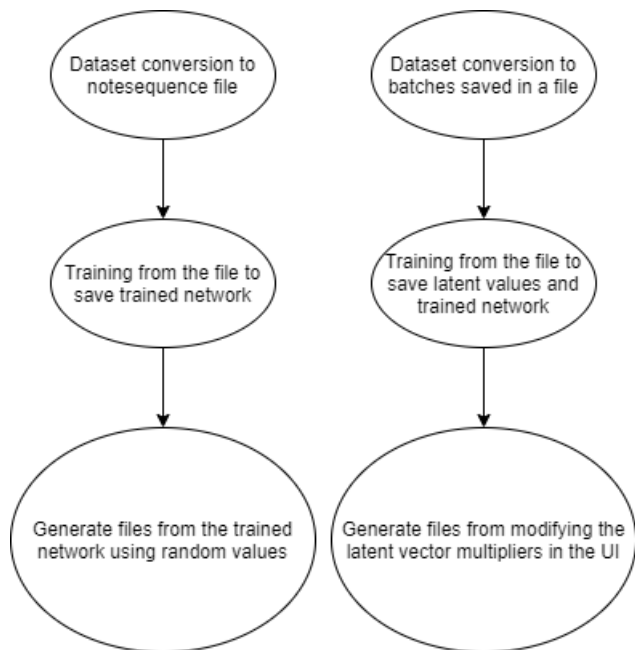 Dataset conversion to
notesequence file
Dataset conversion to
batches saved in a file
Training from the file to
save trained network
Training from the file to
save latent values and
trained network
Generate files from the trained
network using random values
Generate files from modifying the
latent vector multipliers in the UI